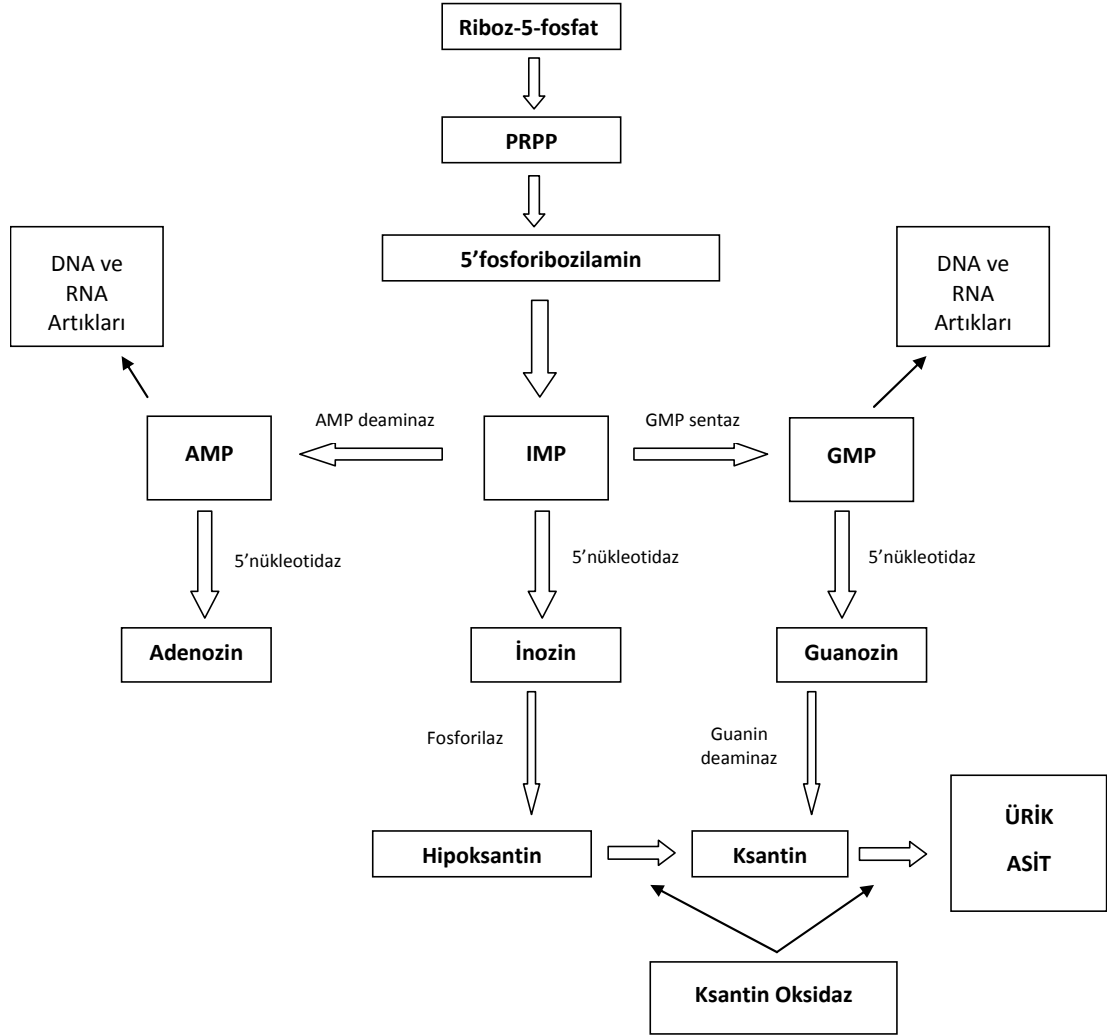 Riboz-5-fosfat
PRPP
5’fosforibozilamin
DNA ve
RNA
Artıkları
DNA ve
RNA
Artıkları
AMP deaminaz
GMP sentaz
AMP
IMP
GMP
5’nükleotidaz
5’nükleotidaz
5’nükleotidaz
Adenozin
İnozin
Guanozin
Fosforilaz
Guanin
deaminaz
Hipoksantin
Ksantin
ÜRİK
ASİT
Ksantin Oksidaz